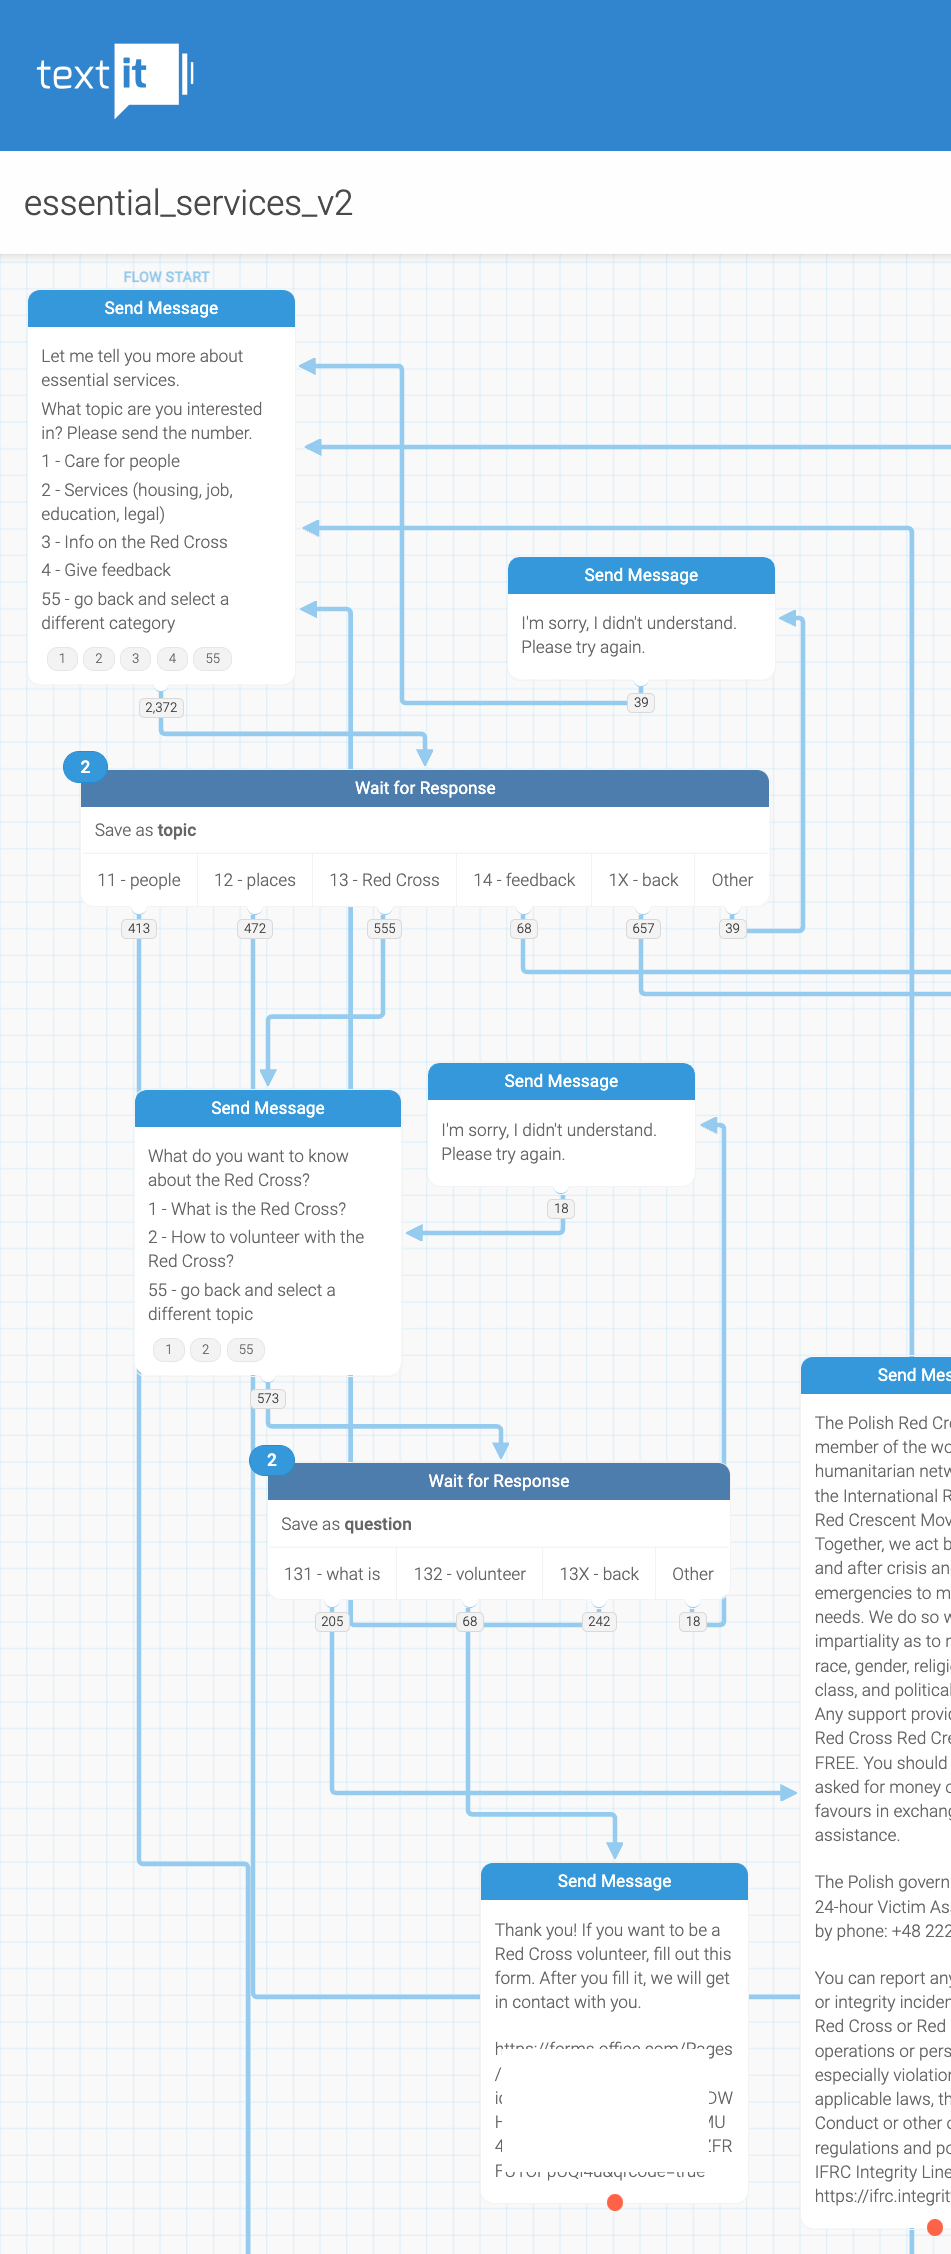 textit
essential_services_v2
FLOW START
Send Message
Let me tell you more about
essential services.
What topic are you interested
in? Please send the number.
1 - Care for people
2 - Services (housing, job,
education, legal)
3 - Info on the Red Cross
4 - Give feedback
55 - go back and select a
different category
1 2 3 4 55
2,372
Send Message
I'm sorry, I didn't understand.
Please try again.
39
2
Wait for Response
Save as topic
11 - people 12 - places 13 - Red Cross 14 - feedback 1X - back Other
413 472 555 68 657 39
Send Message
What do you want to know
about the Red Cross?
1 - What is the Red Cross?
2 - How to volunteer with the
Red Cross?
55 - go back and select a
different topic
1 2 55
573
Send Message
I'm sorry, I didn't understand.
Please try again.
18
2
Wait for Response
Save as question
131 - what is 132 - volunteer 13X - back Other
205 68 242 18
Send Message
Thank you! If you want to be a
Red Cross volunteer, fill out this
form. After you fill it, we will get
in contact with you.
https://forms.office.com/Pages
/
Send Mes
The Polish Red Cr
member of the wo
humanitarian netw
the International R
Red Crescent Mov
Together, we act b
and after crisis an
emergencies to m
needs. We do so w
impartiality as to r
race, gender, religi
class, and political
Any support provi
Red Cross Red Cre
FREE. You should
asked for money o
favours in exchang
assistance.
The Polish govern
24-hour Victim As
by phone: +48 222
You can report any
or integrity inciden
Red Cross or Red
operations or pers
especially violation
applicable laws, th
Conduct or other c
regulations and po
IFRC Integrity Line
https://ifrc.integrit